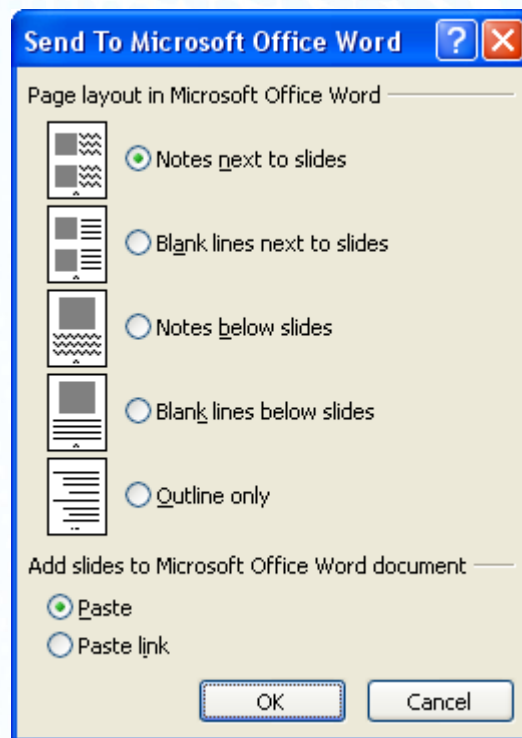 Send To Microsoft Office Word
Page layout in Microsoft Office Word
Notes next to slides
Blank lines next to slides
Notes below slides
Blank lines below slides
Outline only
Add slides to Microsoft Office Word document
Paste
Paste link
OK Cancel